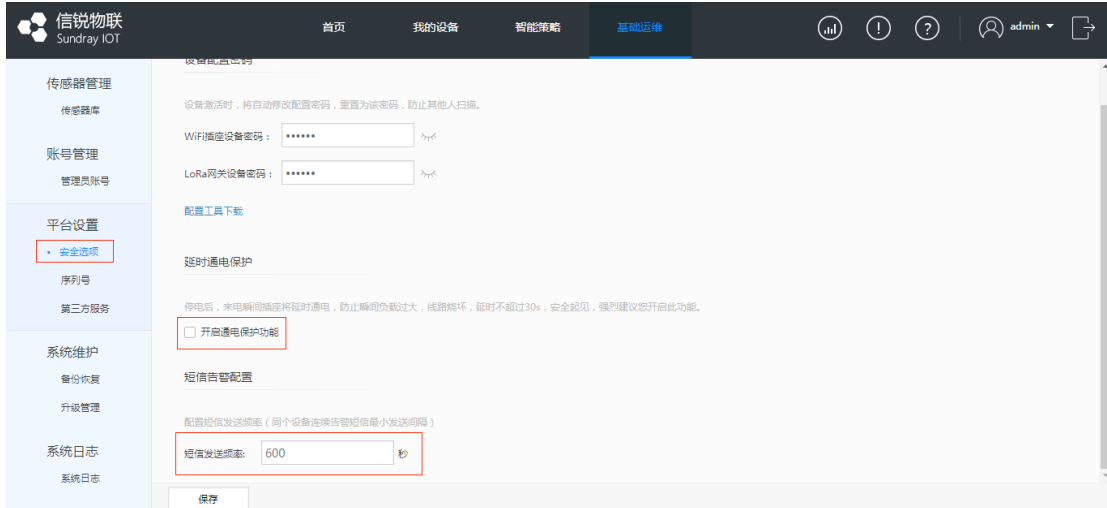 信锐物联
Sundray IOT
首页 我的设备 智能策略 基础运维 admin
传感器管理
传感器库
账号管理
管理员账号
平台设置
安全选项
序列号
第三方服务
系统维护
备份恢复
升级管理
系统日志
系统日志
设备配置密码
设备激活时，将自动修改配置密码，重置为该密码，防止其他人扫描。
WiFi插座设备密码： ••••••
LoRa网关设备密码： ••••••
配置工具下载
延时通电保护
停电后，来电瞬间插座将延时通电，防止瞬间负载过大，线路烧坏，延时不超过30s，安全起见，强烈建议您开启此功能。
开启通电保护功能
短信告警配置
配置短信发送频率（同个设备连续告警短信最小发送间隔）
短信发送频率: 600 秒
保存